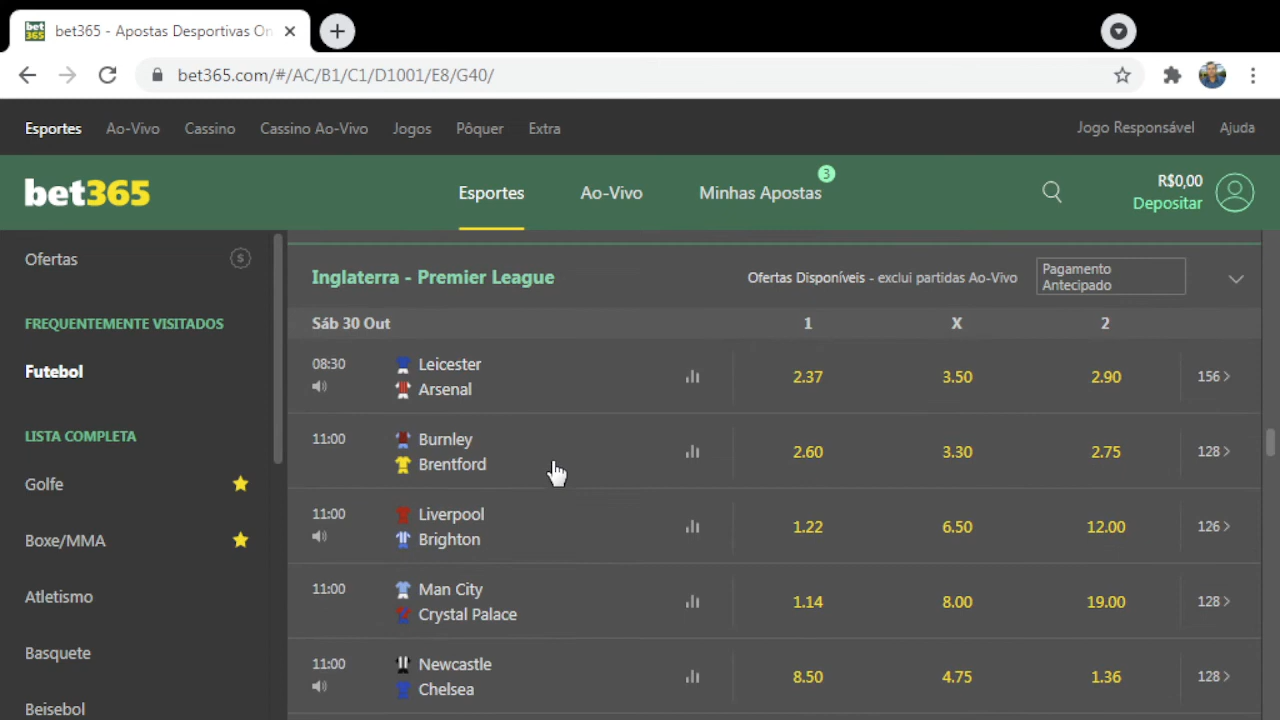 bet365 - Apostas Desportivas On
bet365.com/#/AC/B1/C1/D1001/E8/G40/
Esportes Ao-Vivo Cassino Cassino Ao-Vivo Jogos Pôquer Extra Jogo Responsável Ajuda
bet365 Esportes Ao-Vivo Minhas Apostas 3 R$0,00
Depositar
Ofertas S
FREQUENTEMENTE VISITADOS
Futebol
LISTA COMPLETA
Golfe
Boxe/MMA
Atletismo
Basquete
Beisebol
Inglaterra - Premier League Ofertas Disponíveis - exclui partidas Ao-Vivo Pagamento
Antecipado
Sáb 30 Out 1 X 2
08:30 Leicester
Arsenal
2.37 3.50 2.90 156
11:00 Burnley
Brentford
2.60 3.30 2.75 128
11:00 Liverpool
Brighton
1.22 6.50 12.00 126
11:00 Man City
Crystal Palace
1.14 8.00 19.00 128
11:00 Newcastle
Chelsea
8.50 4.75 1.36 128